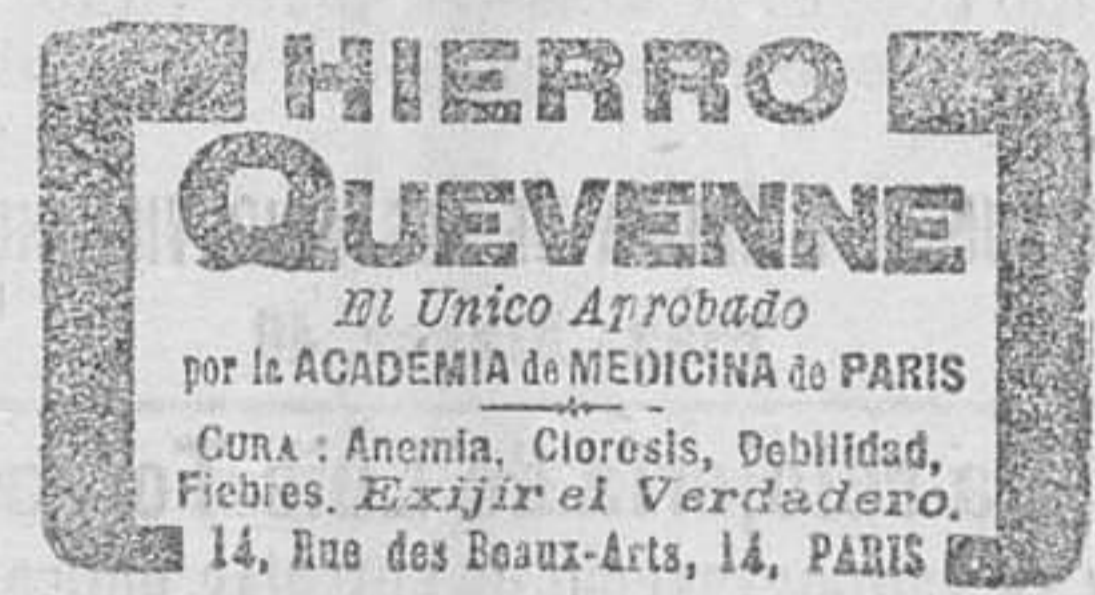 HIERRO
QUEVENNE
El Unico Aprobado
por la ACADEMIA de MEDICINA de PARIS
CURA : Anemia, Clorosis, Debilidad,
Fiebres. Exijir el Verdadero.
14, Rue des Beaux-Arts, 14, PARIS